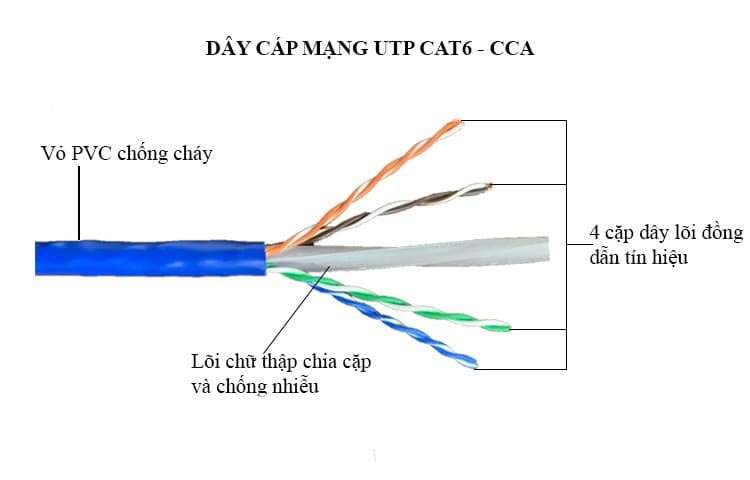 DÂY CÁP MẠNG UTP CAT6 - CCA
Vỏ PVC chống cháy
4 cặp dây lõi đồng
dẫn tín hiệu
Lõi chữ thập chia cặp
và chống nhiễu